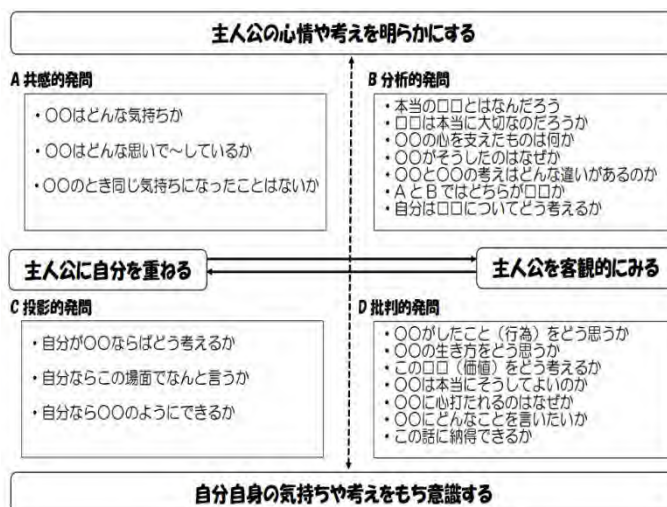 主人公の心情や考えを明らかにする
A 共感的発問
・〇〇はどんな気持ちか
・〇〇はどんな思いで～しているか
・〇〇のとき同じ気持ちになったことはないか
B 分析的発問
・本当の□□とはなんだろう
・□□は本当に大切なのだろうか
・〇〇の心を支えたものは何か
・〇〇がそうしたのはなぜか
・〇〇と〇〇の考えはどんな違いがあるのか
・AとBではどちらが□□か
・自分は□□についてどう考えるか
主人公に自分を重ねる
主人公を客観的にみる
C 投影的発問
・自分が〇〇ならばどう考えるか
・自分ならこの場面でなんと言うか
・自分なら〇〇のようにできるか
D 批判的発問
・〇〇がしたこと（行為）をどう思うか
・〇〇の生き方をどう思うか
・この□□（価値）をどう考えるか
・〇〇は本当にそうしてよいのか
・〇〇に心打たれるのはなぜか
・〇〇にどんなことを言いたいか
・この話に納得できるか
自分自身の気持ちや考えをもち意識する